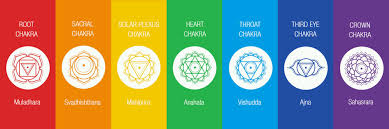 ROOT
CHAKRA
Muladhara
SACRAL
CHAKRA
Svadhishthana
SOLAR PLEXUS
CHAKRA
Manipura
HEART
CHAKRA
Anahata
THROAT
CHAKRA
Vishudda
THIRD EYE
CHAKRA
Ajna
CROWN
CHAKRA
Sahasrara